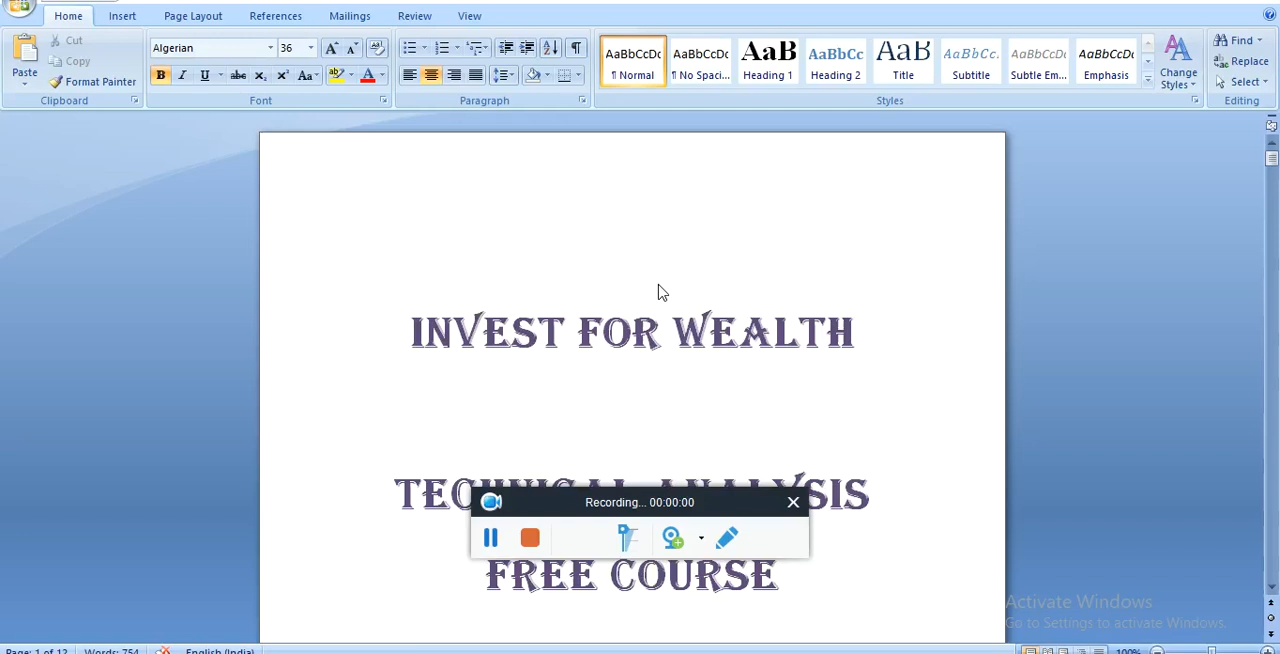 Home Insert Page Layout References Mailings Review View
Cut
Copy
Paste
Format Painter
Clipboard
Algerian 36
Font
Paragraph
AaBbCcDc AaBbCcDc AaB AaBbCc AaB AaBbCc. AaBbCcDc AaBbCcDc
¶ Normal ¶ No Spaci... Heading 1 Heading 2 Title Subtitle Subtle Em... Emphasis
Change Styles
Styles
Find
Replace
Select
Editing
INVEST FOR WEALTH
TECHNICAL ANALYSIS
Recording... 00:00:00
FREE COURSE
Activate Windows
Go to Settings to activate Windows.
Page: 1 of 12 Words: 754 English (India) 100%